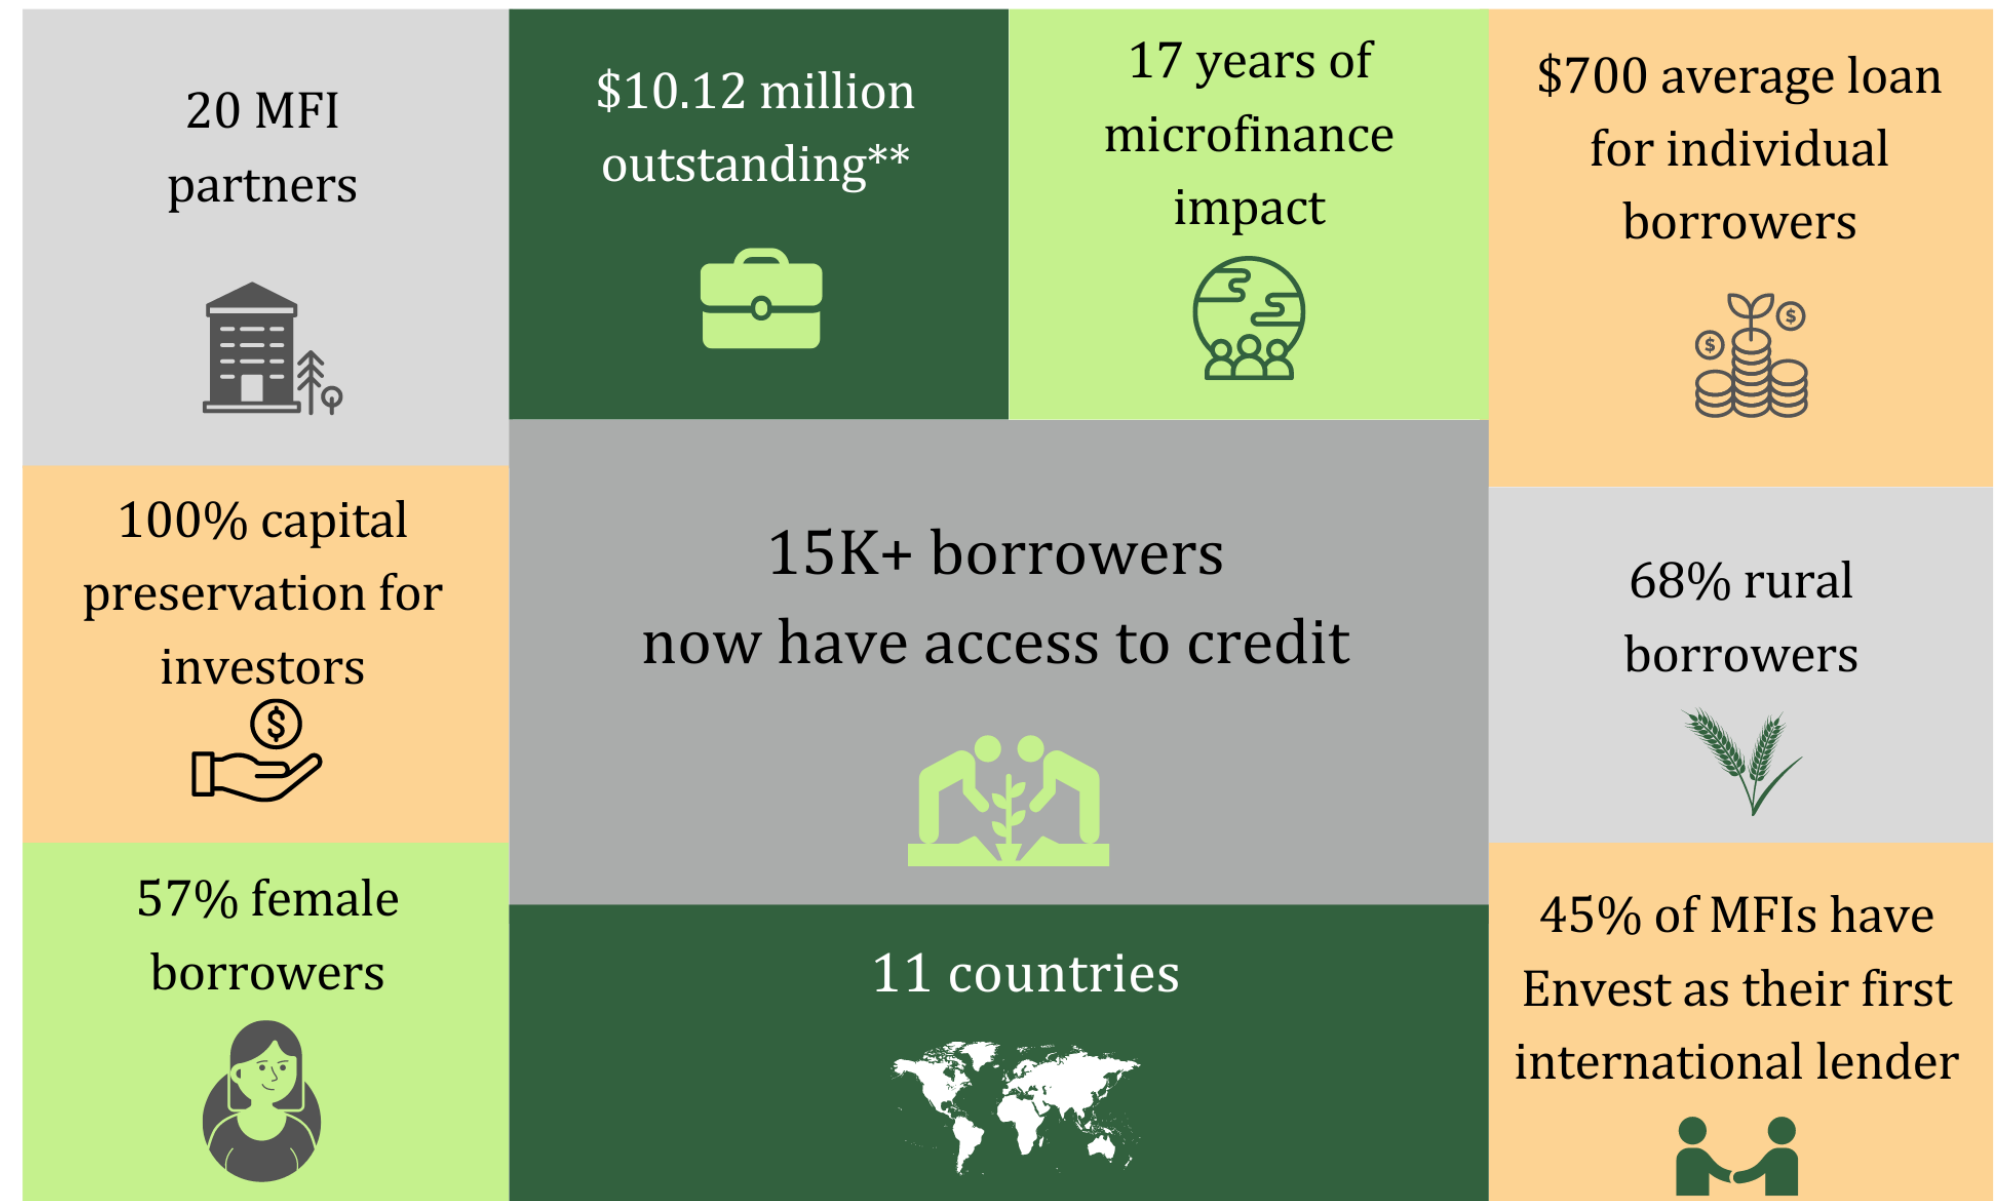 20 MFI
partners
$10.12 million
outstanding**
17 years of
microfinance
impact
$700 average loan
for individual
borrowers
$
$
100% capital
preservation for
investors
$
15K+ borrowers
now have access to credit
68% rural
borrowers
57% female
borrowers
11 countries
45% of MFIs have
Envest as their first
international lender